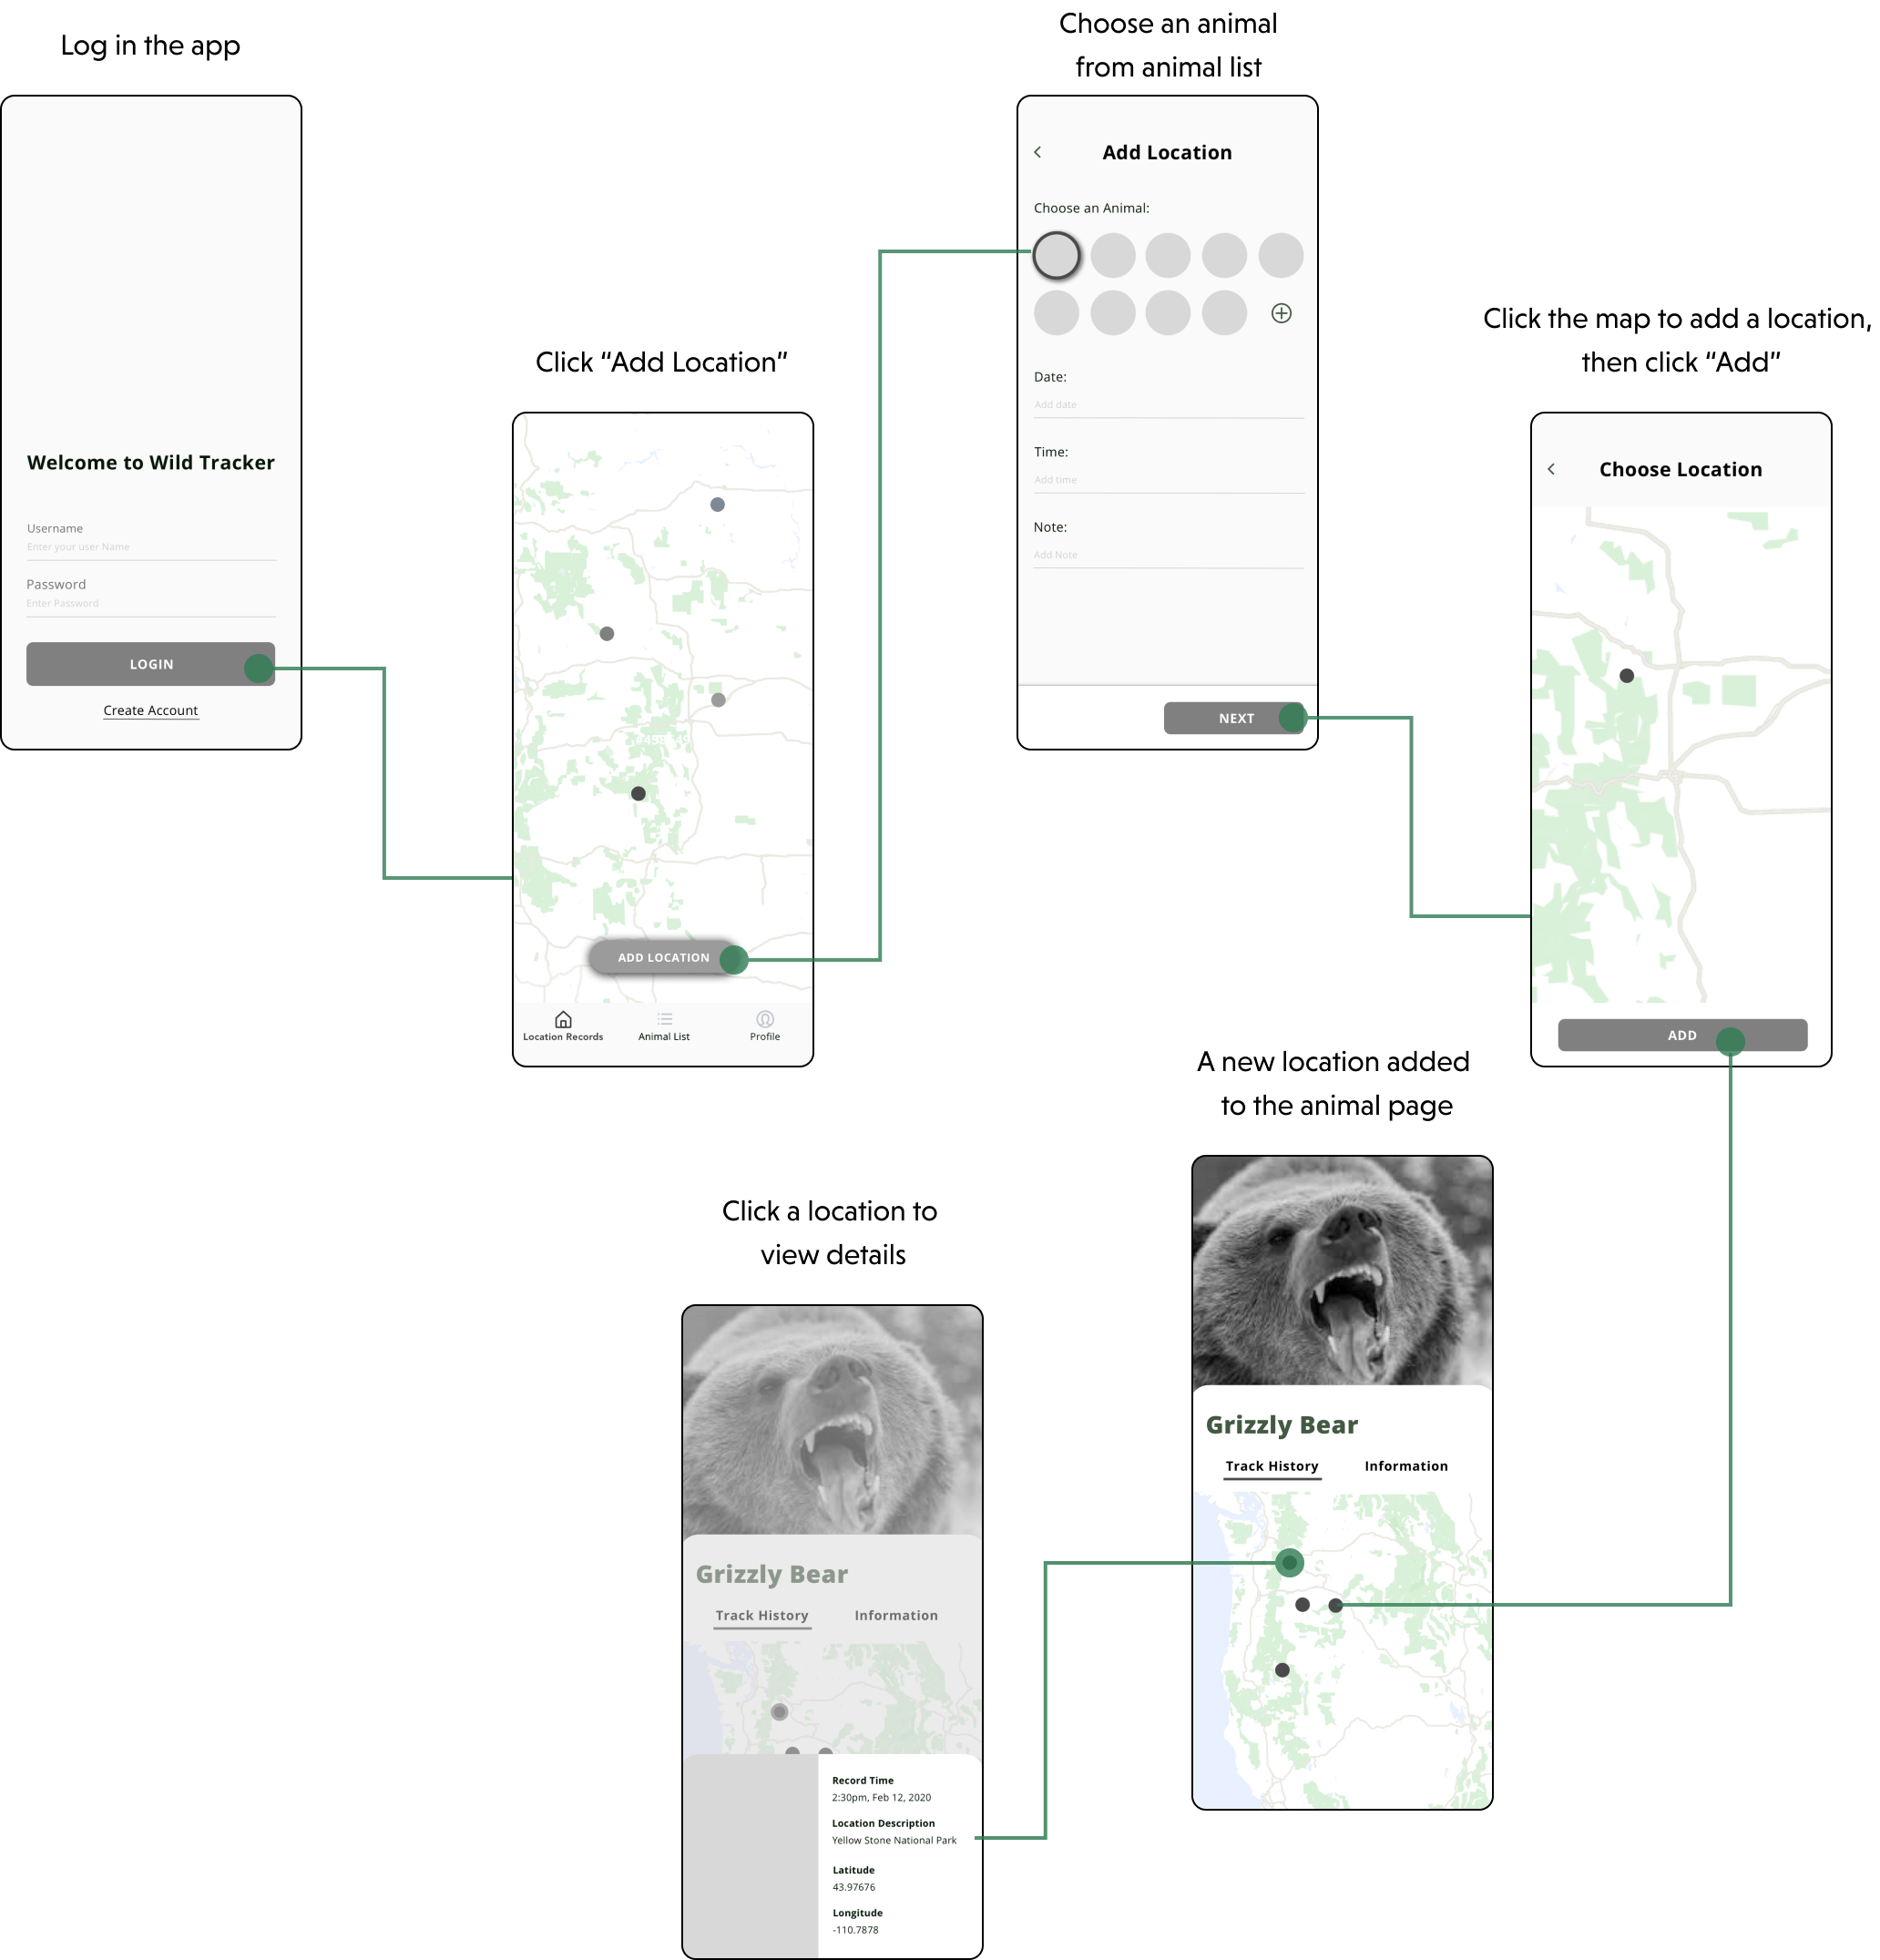 Log in the app
Welcome to Wild Tracker
Username
Enter your user Name
Password
Enter Password
LOGIN
Create Account
Click “Add Location”
ADD LOCATION
Location Records
Animal List
Profile
Choose an animal
from animal list
Add Location
Choose an Animal:
Date:
Add date
Time:
Add time
Note:
Add Note
NEXT
Click the map to add a location,
then click “Add”
Choose Location
ADD
A new location added
to the animal page
Grizzly Bear
Track History
Information
Click a location to
view details
Grizzly Bear
Track History
Information
Record Time
2:30pm, Feb 12, 2020
Location Description
Yellow Stone National Park
Latitude
43.97676
Longitude
-110.7878